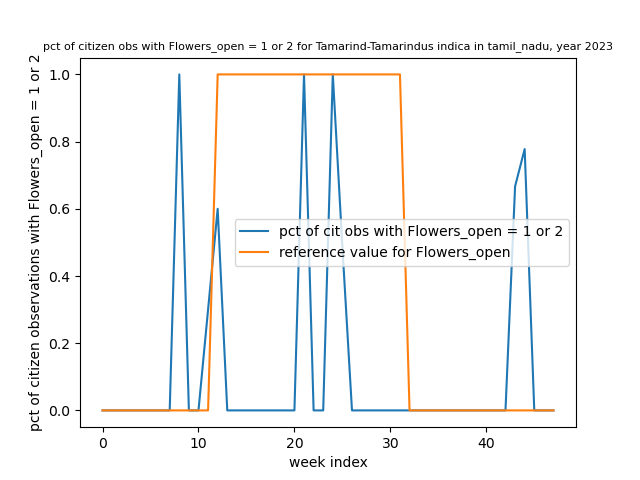 pct of citizen obs with Flowers_open = 1 or 2 for Tamarind-Tamarindus indica in tamil_nadu, year 2023
pct of citizen observations with Flowers_open = 1 or 2
1.0
0.8
0.6
0.4
0.2
0.0
pct of cit obs with Flowers_open = 1 or 2
reference value for Flowers_open
0 10 20 30 40
week index